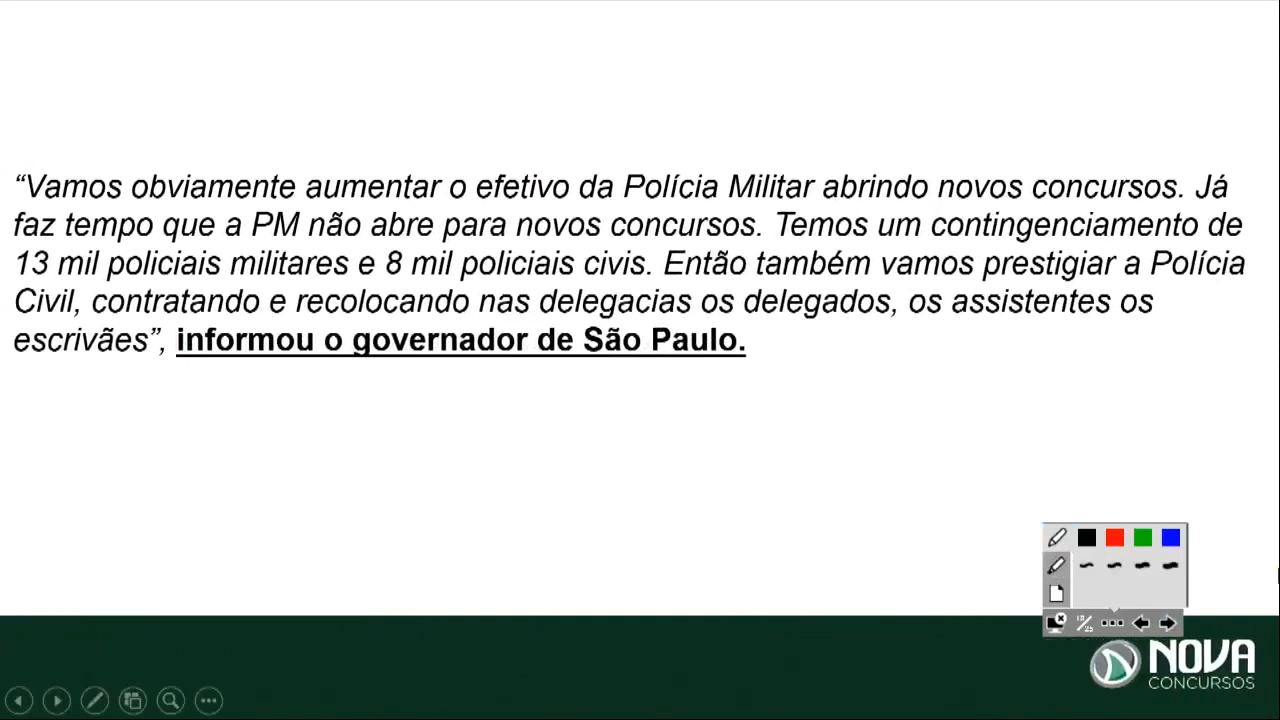 “Vamos obviamente aumentar o efetivo da Polícia Militar abrindo novos concursos. Já
faz tempo que a PM não abre para novos concursos. Temos um contingenciamento de
13 mil policiais militares e 8 mil policiais civis. Então também vamos prestigiar a Polícia
Civil, contratando e recolocando nas delegacias os delegados, os assistentes os
escrivães”, informou o governador de São Paulo.
NOVA
CONCURSOS